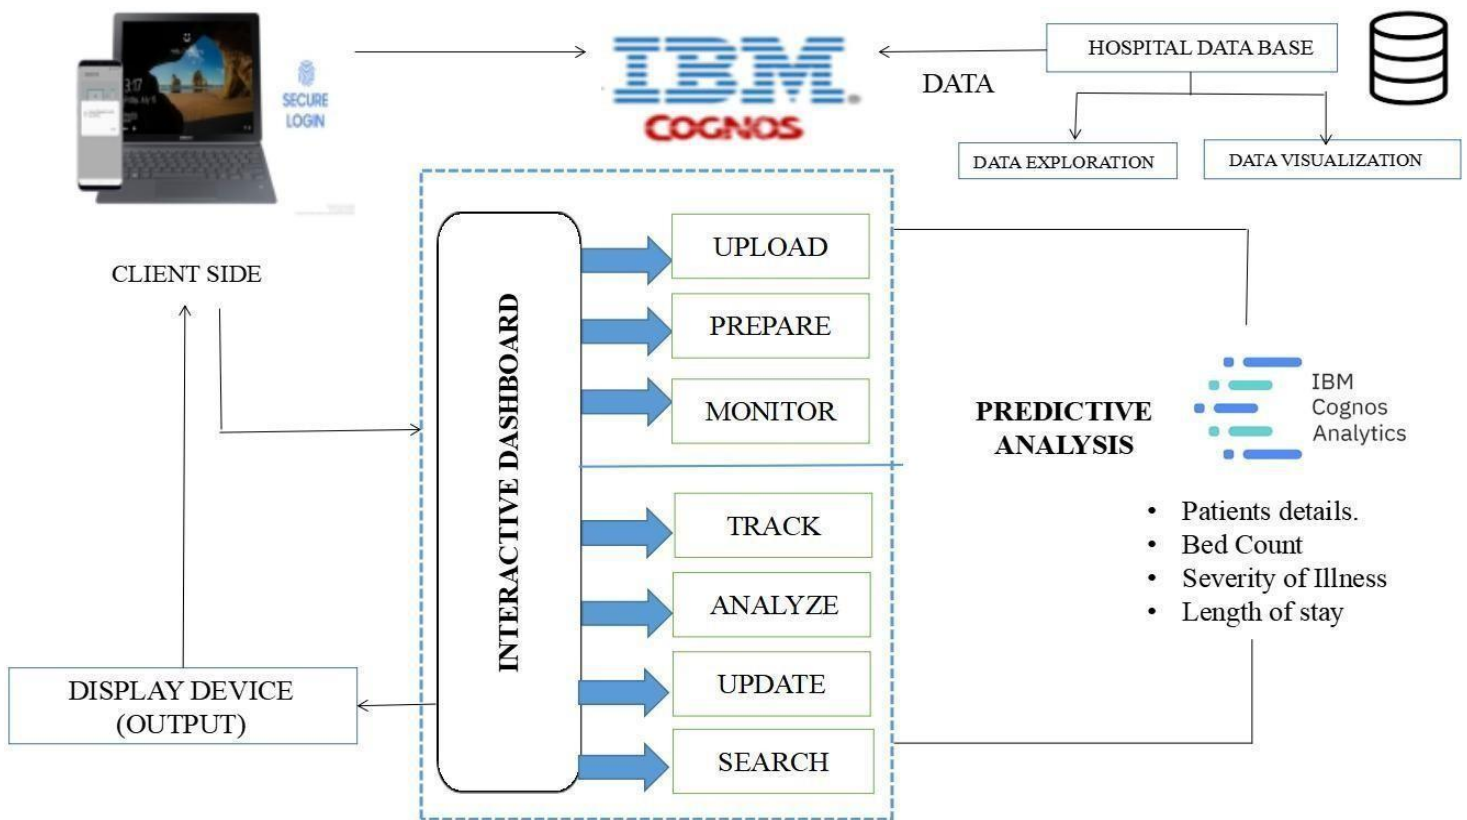 SECURE
LOGIN
IBM
COGNOS
DATA
HOSPITAL DATA BASE
DATA EXPLORATION
DATA VISUALIZATION
CLIENT SIDE
INTERACTIVE DASHBOARD
UPLOAD
PREPARE
MONITOR
TRACK
ANALYZE
UPDATE
SEARCH
PREDICTIVE
ANALYSIS
IBM
Cognos
Analytics
• Patients details.
• Bed Count
• Severity of Illness
• Length of stay
DISPLAY DEVICE
(OUTPUT)